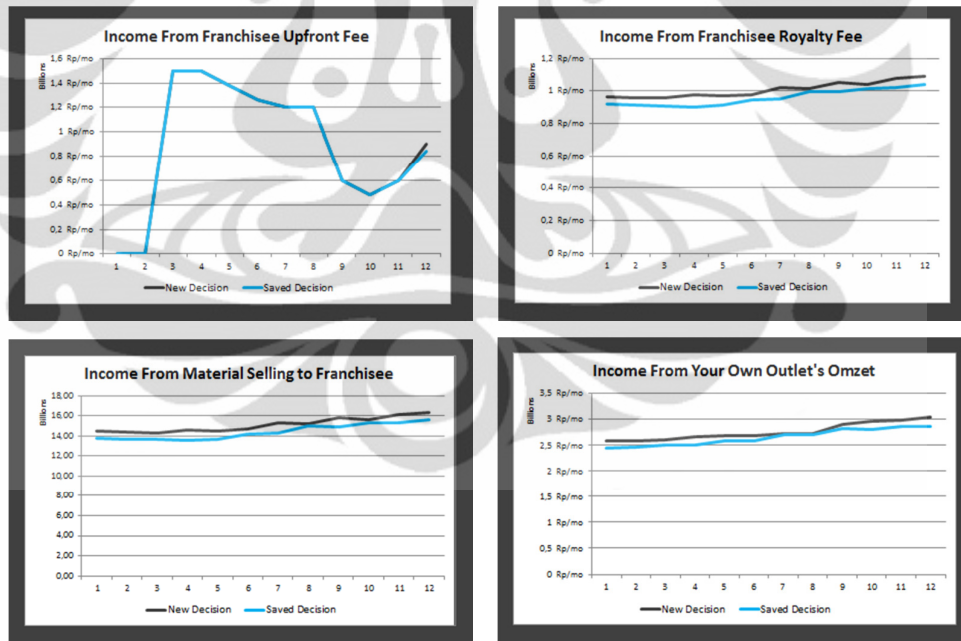 Income From Franchisee Upfront Fee
Billions
1,6 Rp/mo
1,4 Rp/mo
1,2 Rp/mo
1 Rp/mo
0,8 Rp/mo
0,6 Rp/mo
0,4 Rp/mo
0,2 Rp/mo
0 Rp/mo
1 2 3 4 5 6 7 8 9 10 11 12
New Decision Saved Decision
Income From Franchisee Royalty Fee
Billions
1,2 Rp/mo
1 Rp/mo
0,8 Rp/mo
0,6 Rp/mo
0,4 Rp/mo
0,2 Rp/mo
0 Rp/mo
1 2 3 4 5 6 7 8 9 10 11 12
New Decision Saved Decision
Income From Material Selling to Franchisee
Billions
18,00
16,00
14,00
12,00
10,00
8,00
6,00
4,00
2,00
0,00
1 2 3 4 5 6 7 8 9 10 11 12
New Decision Saved Decision
Income From Your Own Outlet's Omzet
Billions
3,5 Rp/mo
3 Rp/mo
2,5 Rp/mo
2 Rp/mo
1,5 Rp/mo
1 Rp/mo
0,5 Rp/mo
0 Rp/mo
1 2 3 4 5 6 7 8 9 10 11 12
New Decision Saved Decision